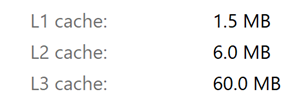 L1 cache: 1.5 MB
L2 cache: 6.0 MB
L3 cache: 60.0 MB